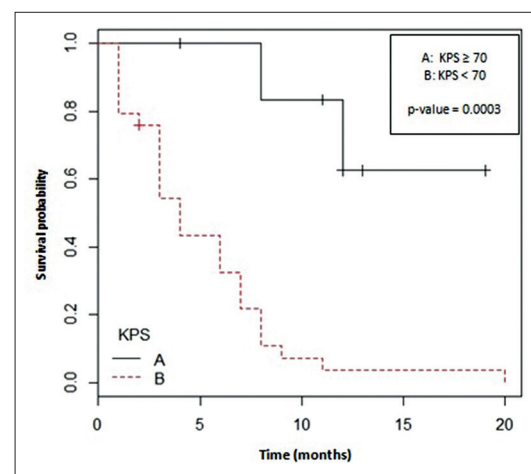 A: KPS ≥ 70
B: KPS < 70
p-value = 0.0003
Survival probability
1.0
0.8
0.6
0.4
0.2
0.0
KPS
A
B
0 5 10 15 20
Time (months)